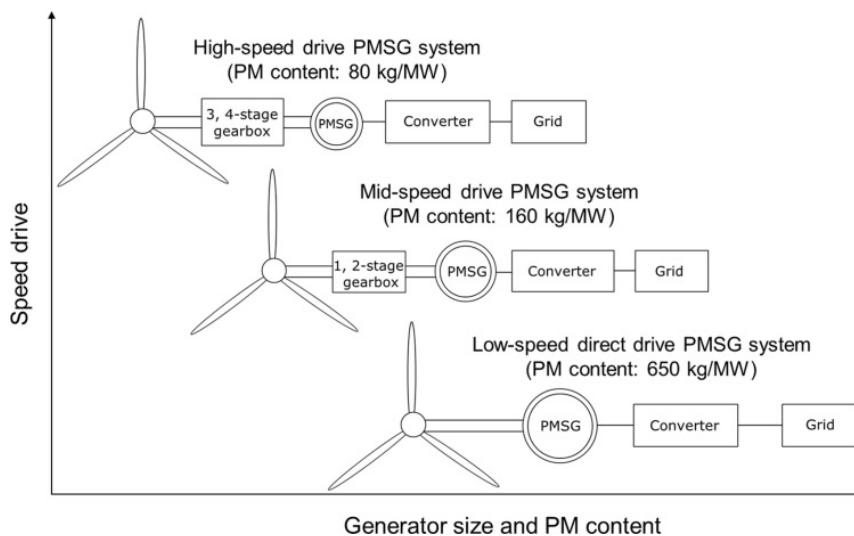 High-speed drive PMSG system
(PM content: 80 kg/MW)
3, 4-stage
gearbox
PMSG
Converter
Grid
Mid-speed drive PMSG system
(PM content: 160 kg/MW)
1, 2-stage
gearbox
PMSG
Converter
Grid
Low-speed direct drive PMSG system
(PM content: 650 kg/MW)
PMSG
Converter
Grid
Speed drive
Generator size and PM content